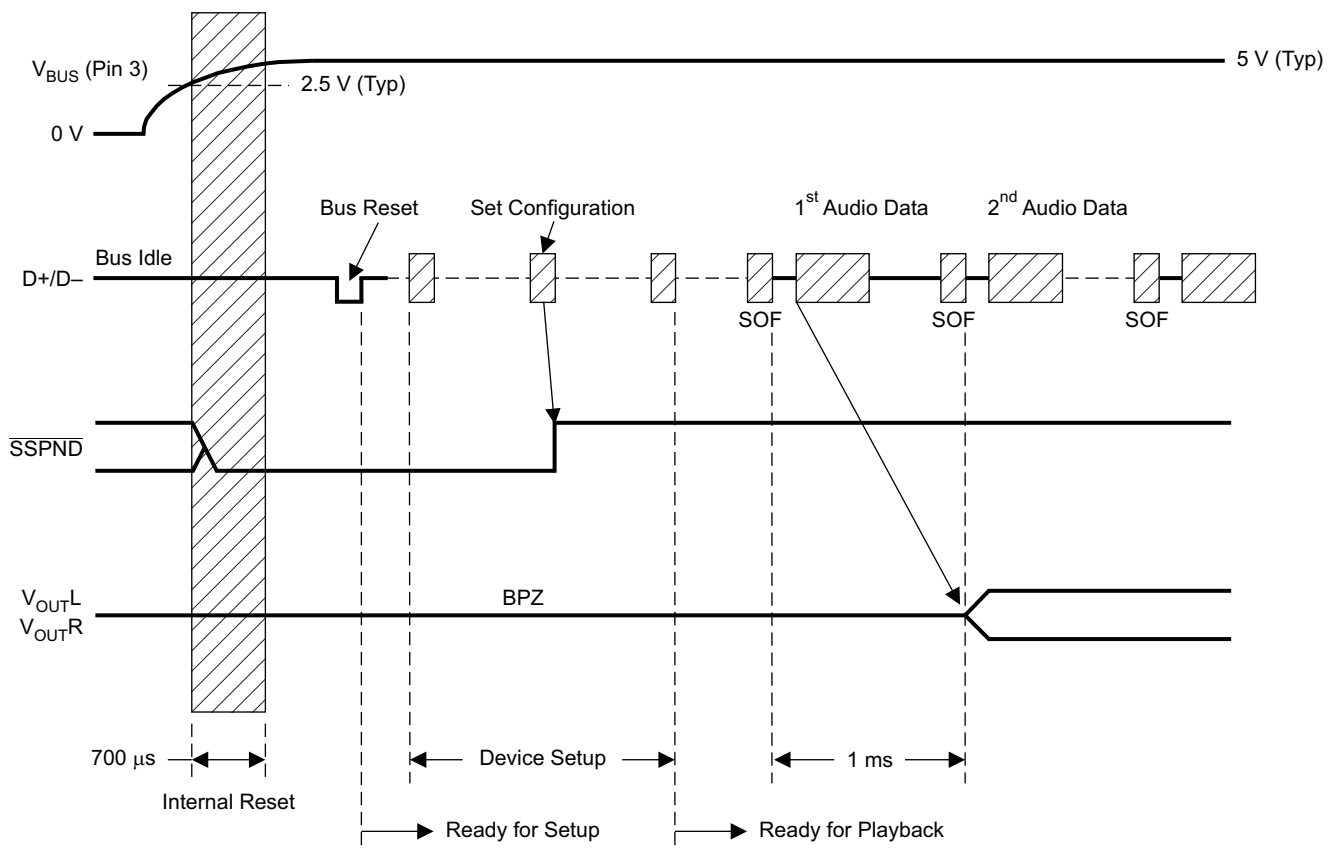 V_BUS (Pin 3)
5 V (Typ)
2.5 V (Typ)
0 V
Bus Reset
Set Configuration
1st Audio Data
2nd Audio Data
Bus Idle
D+/D–
SOF
SOF
SOF
SSPND
V_OUTL
BPZ
V_OUTR
700 μs
Device Setup
1 ms
Internal Reset
Ready for Setup
Ready for Playback